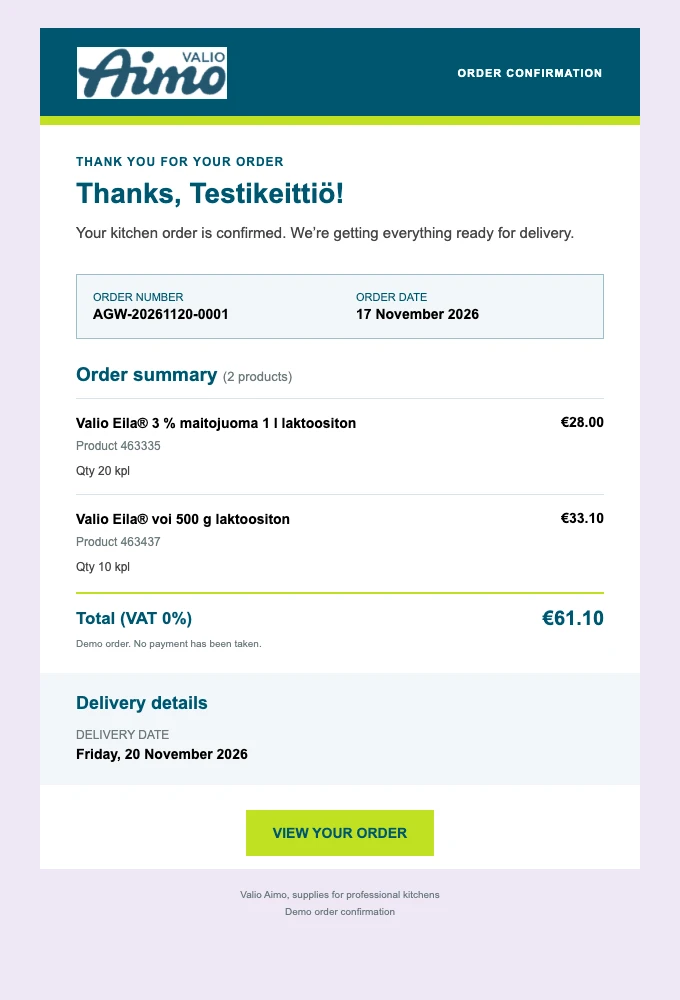 VALIO
Aimo
ORDER CONFIRMATION
THANK YOU FOR YOUR ORDER
Thanks, Testikeittiö!
Your kitchen order is confirmed. We’re getting everything ready for delivery.
ORDER NUMBER
AGW-20261120-0001
ORDER DATE
17 November 2026
Order summary (2 products)
Valio Eila® 3 % maitojuoma 1 l laktoositon €28.00
Product 463335
Qty 20 kpl
Valio Eila® voi 500 g laktoositon €33.10
Product 463437
Qty 10 kpl
Total (VAT 0%) €61.10
Demo order. No payment has been taken.
Delivery details
DELIVERY DATE
Friday, 20 November 2026
VIEW YOUR ORDER
Valio Aimo, supplies for professional kitchens
Demo order confirmation